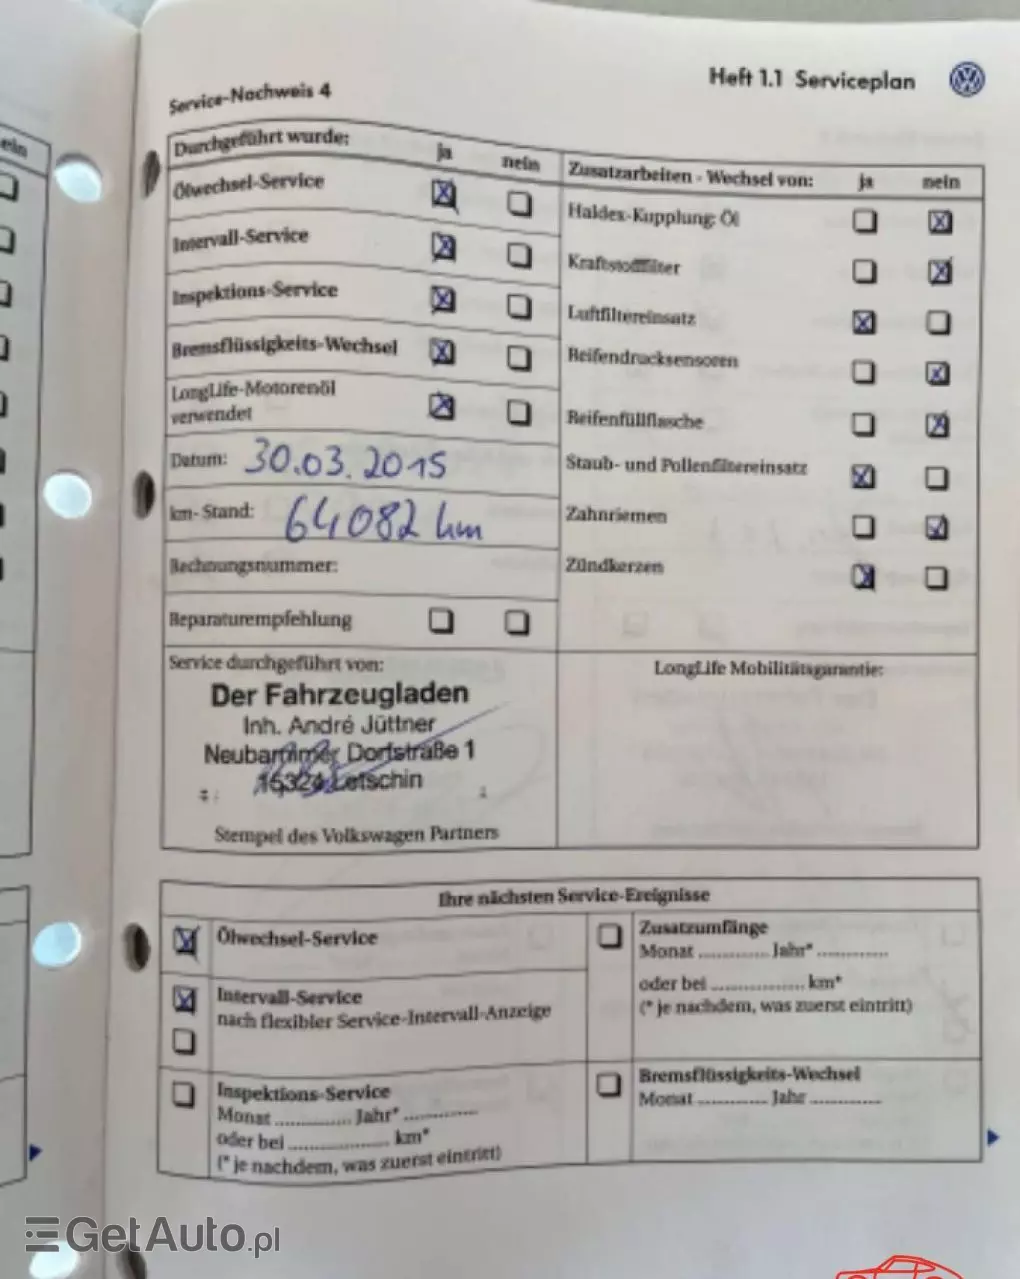 Heft 1.1 Serviceplan
Service-Nachweis 4
Durchgeführt wurde:
ja
nein
Ölwechsel-Service
Intervall-Service
Inspektions-Service
Bremsflüssigkeits-Wechsel
LongLife-Motorenöl
verwendet
Datum: 30.03.2015
km-Stand: 64082 km
Rechnungsnummer:
Reparaturempfehlung
Zusatzarbeiten - Wechsel von:
ja
nein
Haldex-Kupplung: Öl
Kraftstofffilter
Luftfiltereinsatz
Reifendrucksensoren
Reifenfüllflasche
Staub- und Pollenfiltereinsatz
Zahnriemen
Zündkerzen
Service durchgeführt von:
Der Fahrzeugladen
Inh. André Jüttner
Neubarnimer Dorfstraße 1
15324 Letschin
Stempel des Volkswagen Partners
LongLife Mobilitätsgarantie:
Ihre nächsten Service-Ereignisse
Ölwechsel-Service
Intervall-Service
nach flexibler Service-Intervall-Anzeige
Inspektions-Service
Monat ............ Jahr* ............
oder bei ................ km*
(* je nachdem, was zuerst eintritt)
Zusatzumfänge
Monat ............ Jahr* ............
oder bei ................ km*
(* je nachdem, was zuerst eintritt)
Bremsflüssigkeits-Wechsel
Monat ............ Jahr ............
ein
GetAuto.pl